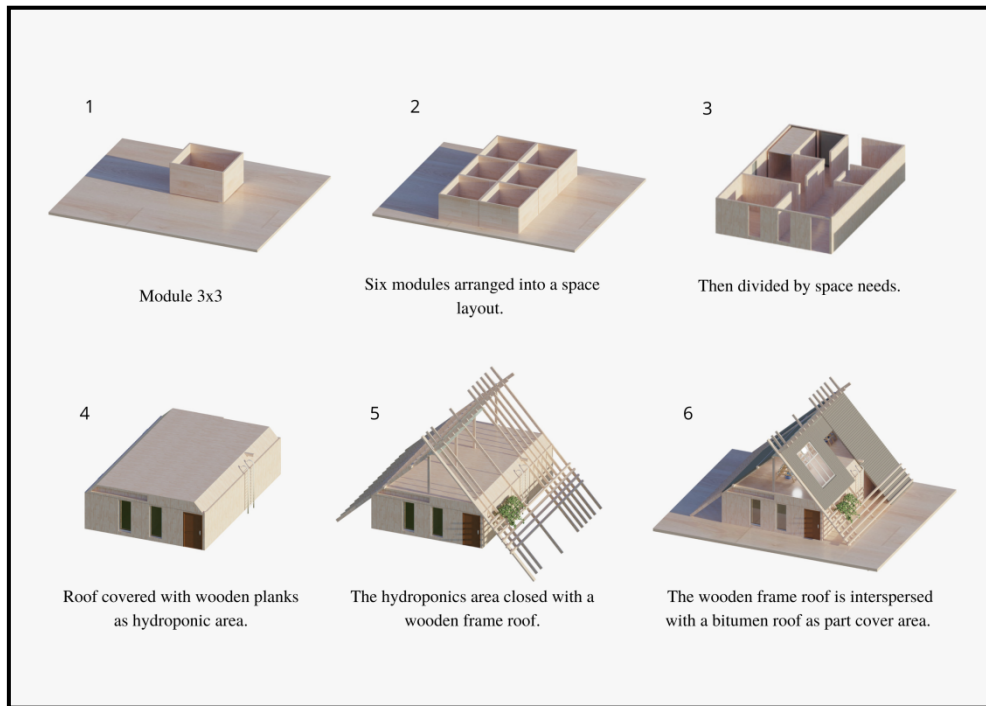 1
Module 3x3
2
Six modules arranged into a space
layout.
3
Then divided by space needs.
4
Roof covered with wooden planks
as hydroponic area.
5
The hydroponics area closed with a
wooden frame roof.
6
The wooden frame roof is interspersed
with a bitumen roof as part cover area.